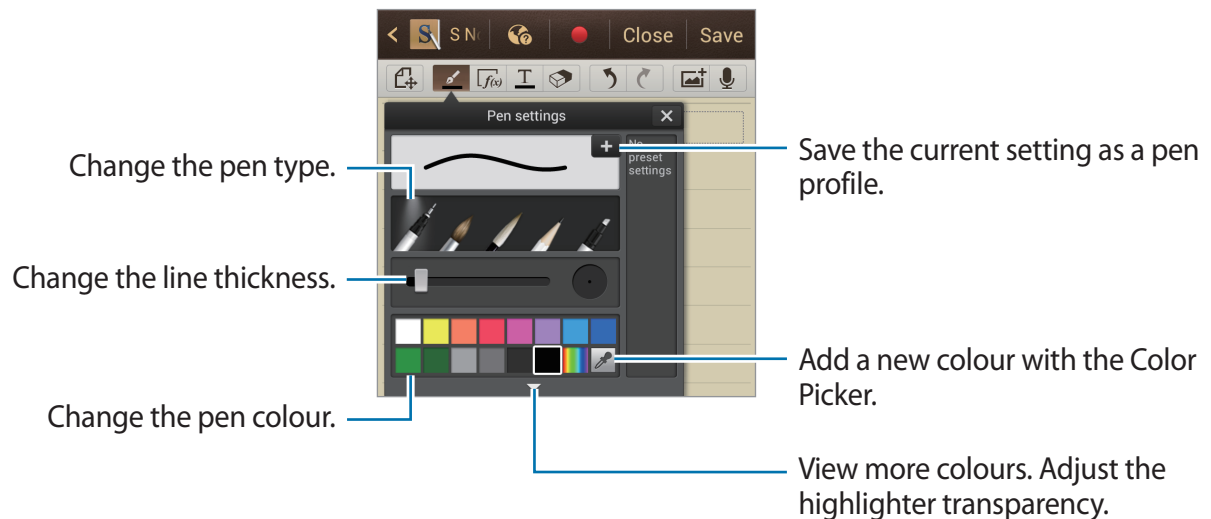 S No
Close
Save
f(x)
T
Pen settings
No
preset
settings
Change the pen type.
Save the current setting as a pen
profile.
Change the line thickness.
Add a new colour with the Color
Picker.
Change the pen colour.
View more colours. Adjust the
highlighter transparency.